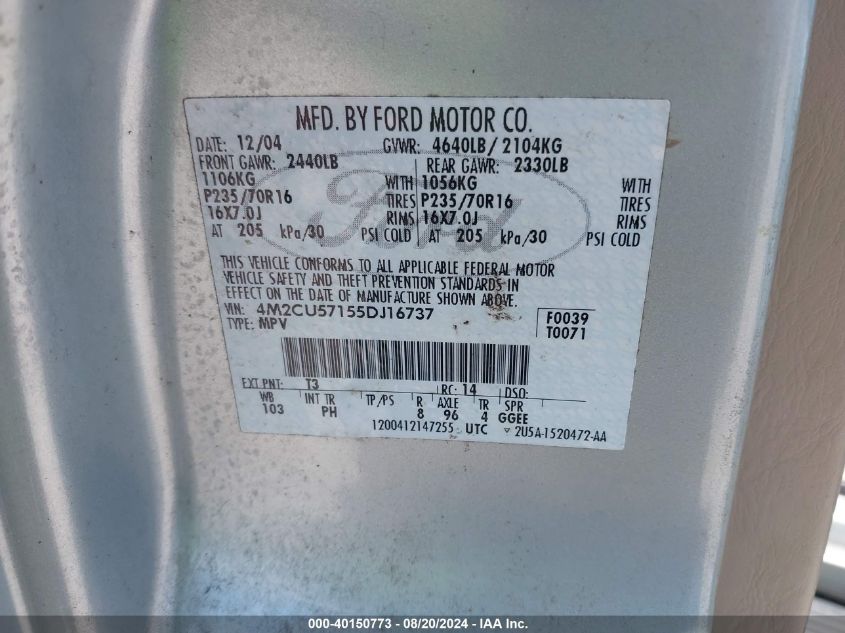 MFD. BY FORD MOTOR CO.
DATE: 12/04 GVWR: 4640LB/ 2104KG
FRONT GAWR: 2440LB REAR GAWR: 2330LB
1106KG WITH 1056KG WITH
P235/70R16 TIRES P235/70R16 TIRES
16X7.0J RIMS 16X7.0J RIMS
AT 205 kPa/30 PSI COLD AT 205 kPa/30 PSI COLD
Ford
THIS VEHICLE CONFORMS TO ALL APPLICABLE FEDERAL MOTOR
VEHICLE SAFETY AND THEFT PREVENTION STANDARDS IN
EFFECT ON THE DATE OF MANUFACTURE SHOWN ABOVE.
VIN: 4M2CU57155DJ16737 F0039
TYPE: MPV T0071
EXT PNT: T3 RC: 14 DSO:
WB INT TR TP/PS R AXLE TR SPR
103 PH 8 96 4 GGEE
1200412147255 UTC ▽ 2U5A-1520472-AA
000-40150773 - 08/20/2024 - IAA Inc.